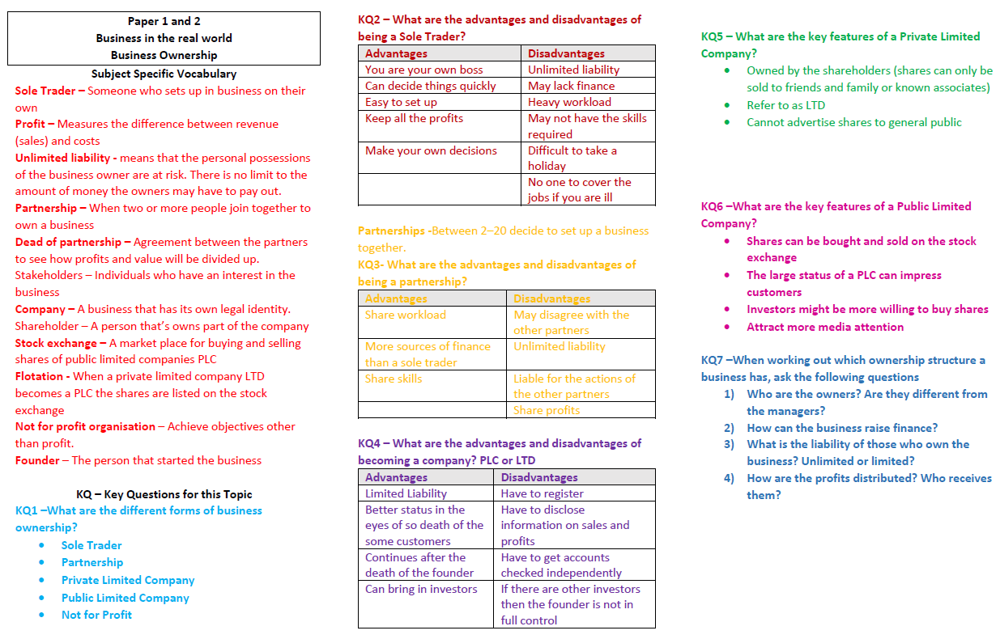 Paper 1 and 2
Business in the real world
Business Ownership
Subject Specific Vocabulary
Sole Trader – Someone who sets up in business on their
own
Profit – Measures the difference between revenue
(sales) and costs
Unlimited liability - means that the personal possessions
of the business owner are at risk. There is no limit to the
amount of money the owners may have to pay out.
Partnership – When two or more people join together to
own a business
Dead of partnership – Agreement between the partners
to see how profits and value will be divided up.
Stakeholders – Individuals who have an interest in the
business
Company – A business that has its own legal identity.
Shareholder – A person that's owns part of the company
Stock exchange – A market place for buying and selling
shares of public limited companies PLC
Flotation - When a private limited company LTD
becomes a PLC the shares are listed on the stock
exchange
Not for profit organisation – Achieve objectives other
than profit.
Founder – The person that started the business
KQ – Key Questions for this Topic
KQ1 –What are the different forms of business
ownership?
• Sole Trader
• Partnership
• Private Limited Company
• Public Limited Company
• Not for Profit
KQ2 – What are the advantages and disadvantages of
being a Sole Trader?
Advantages Disadvantages
You are your own boss Unlimited liability
Can decide things quickly May lack finance
Easy to set up Heavy workload
Keep all the profits May not have the skills
required
Make your own decisions Difficult to take a
holiday
No one to cover the
jobs if you are ill
Partnerships -Between 2–20 decide to set up a business
together.
KQ3- What are the advantages and disadvantages of
being a partnership?
Advantages Disadvantages
Share workload May disagree with the
other partners
More sources of finance Unlimited liability
than a sole trader
Share skills Liable for the actions of
the other partners
Share profits
KQ4 – What are the advantages and disadvantages of
becoming a company? PLC or LTD
Advantages Disadvantages
Limited Liability Have to register
Better status in the Have to disclose
eyes of so death of the information on sales and
some customers profits
Continues after the Have to get accounts
death of the founder checked independently
Can bring in investors If there are other investors
then the founder is not in
full control
KQ5 – What are the key features of a Private Limited
Company?
• Owned by the shareholders (shares can only be
sold to friends and family or known associates)
• Refer to as LTD
• Cannot advertise shares to general public
KQ6 –What are the key features of a Public Limited
Company?
• Shares can be bought and sold on the stock
exchange
• The large status of a PLC can impress
customers
• Investors might be more willing to buy shares
• Attract more media attention
KQ7 –When working out which ownership structure a
business has, ask the following questions
1) Who are the owners? Are they different from
the managers?
2) How can the business raise finance?
3) What is the liability of those who own the
business? Unlimited or limited?
4) How are the profits distributed? Who receives
them?